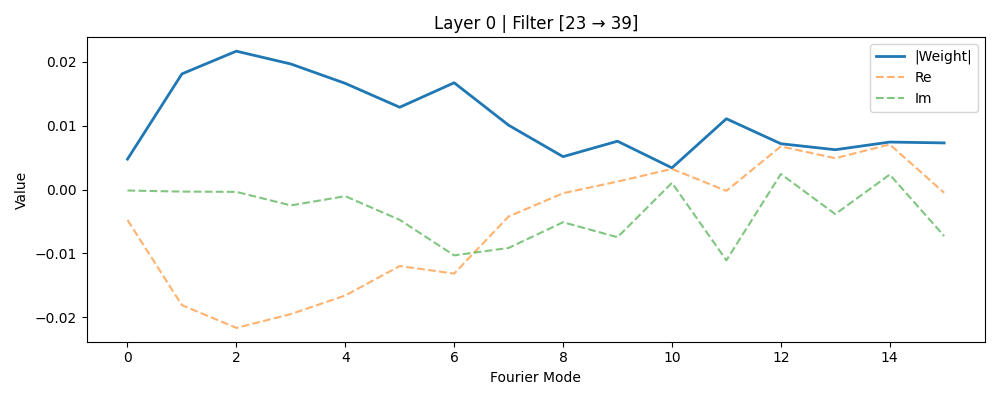 Layer 0 | Filter [23 → 39]
|Weight|
Re
Im
0.02
0.01
0.00
−0.01
−0.02
Value
0 2 4 6 8 10 12 14
Fourier Mode